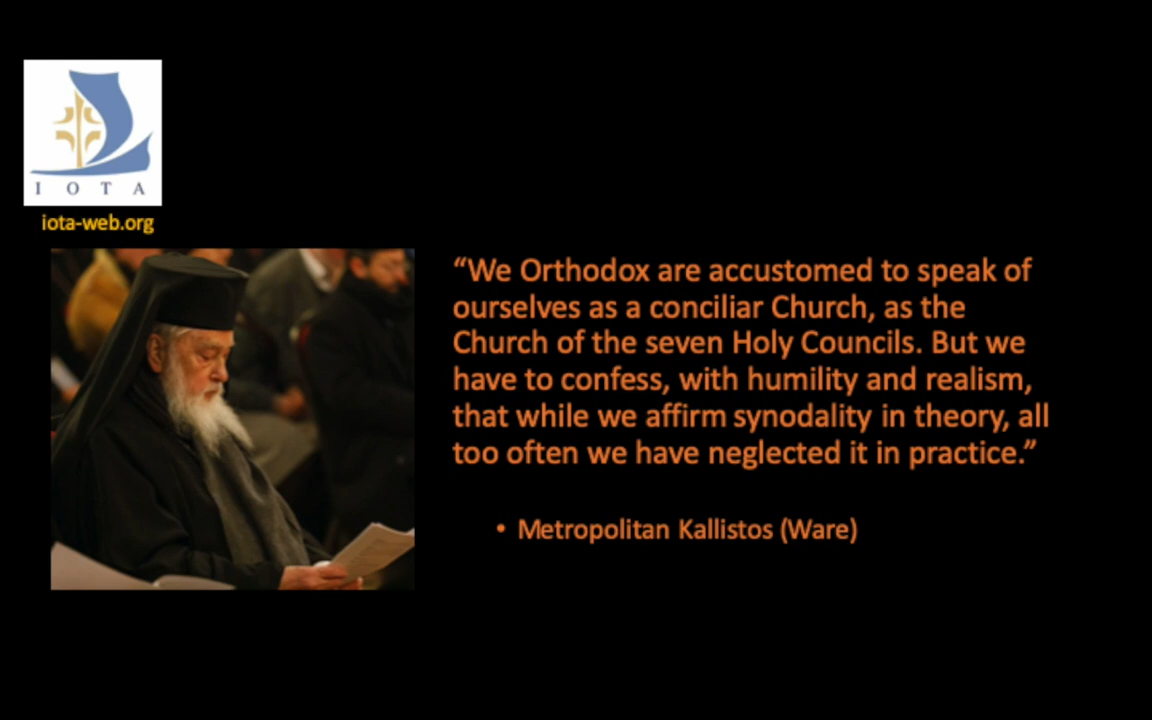 I O T A
iota-web.org
“We Orthodox are accustomed to speak of
ourselves as a conciliar Church, as the
Church of the seven Holy Councils. But we
have to confess, with humility and realism,
that while we affirm synodality in theory, all
too often we have neglected it in practice.”
• Metropolitan Kallistos (Ware)